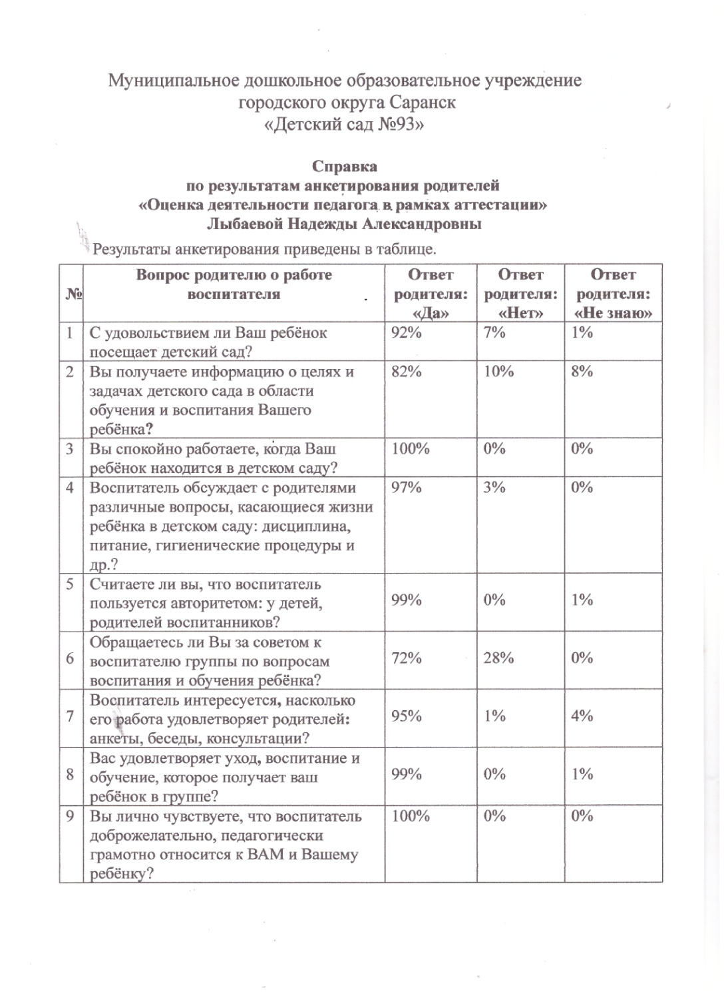 Муниципальное дошкольное образовательное учреждение
городского округа Саранск
«Детский сад №93»
Справка
по результатам анкетирования родителей
«Оценка деятельности педагога в рамках аттестации»
Лыбаевой Надежды Александровны
Результаты анкетирования приведены в таблице.
№ Вопрос родителю о работе воспитателя Ответ родителя: «Да» Ответ родителя: «Нет» Ответ родителя: «Не знаю»
1 С удовольствием ли Ваш ребёнок 92% 7% 1%
посещает детский сад?
2 Вы получаете информацию о целях и 82% 10% 8%
задачах детского сада в области
обучения и воспитания Вашего
ребёнка?
3 Вы спокойно работаете, когда Ваш 100% 0% 0%
ребёнок находится в детском саду?
4 Воспитатель обсуждает с родителями 97% 3% 0%
различные вопросы, касающиеся жизни
ребёнка в детском саду: дисциплина,
питание, гигиенические процедуры и
др.?
5 Считаете ли вы, что воспитатель
пользуется авторитетом: у детей, 99% 0% 1%
родителей воспитанников?
Обращаетесь ли Вы за советом к
6 воспитателю группы по вопросам 72% 28% 0%
воспитания и обучения ребёнка?
Воспитатель интересуется, насколько
7 его работа удовлетворяет родителей: 95% 1% 4%
анкеты, беседы, консультации?
Вас удовлетворяет уход, воспитание и
8 обучение, которое получает ваш 99% 0% 1%
ребёнок в группе?
9 Вы лично чувствуете, что воспитатель 100% 0% 0%
доброжелательно, педагогически
грамотно относится к ВАМ и Вашему
ребёнку?